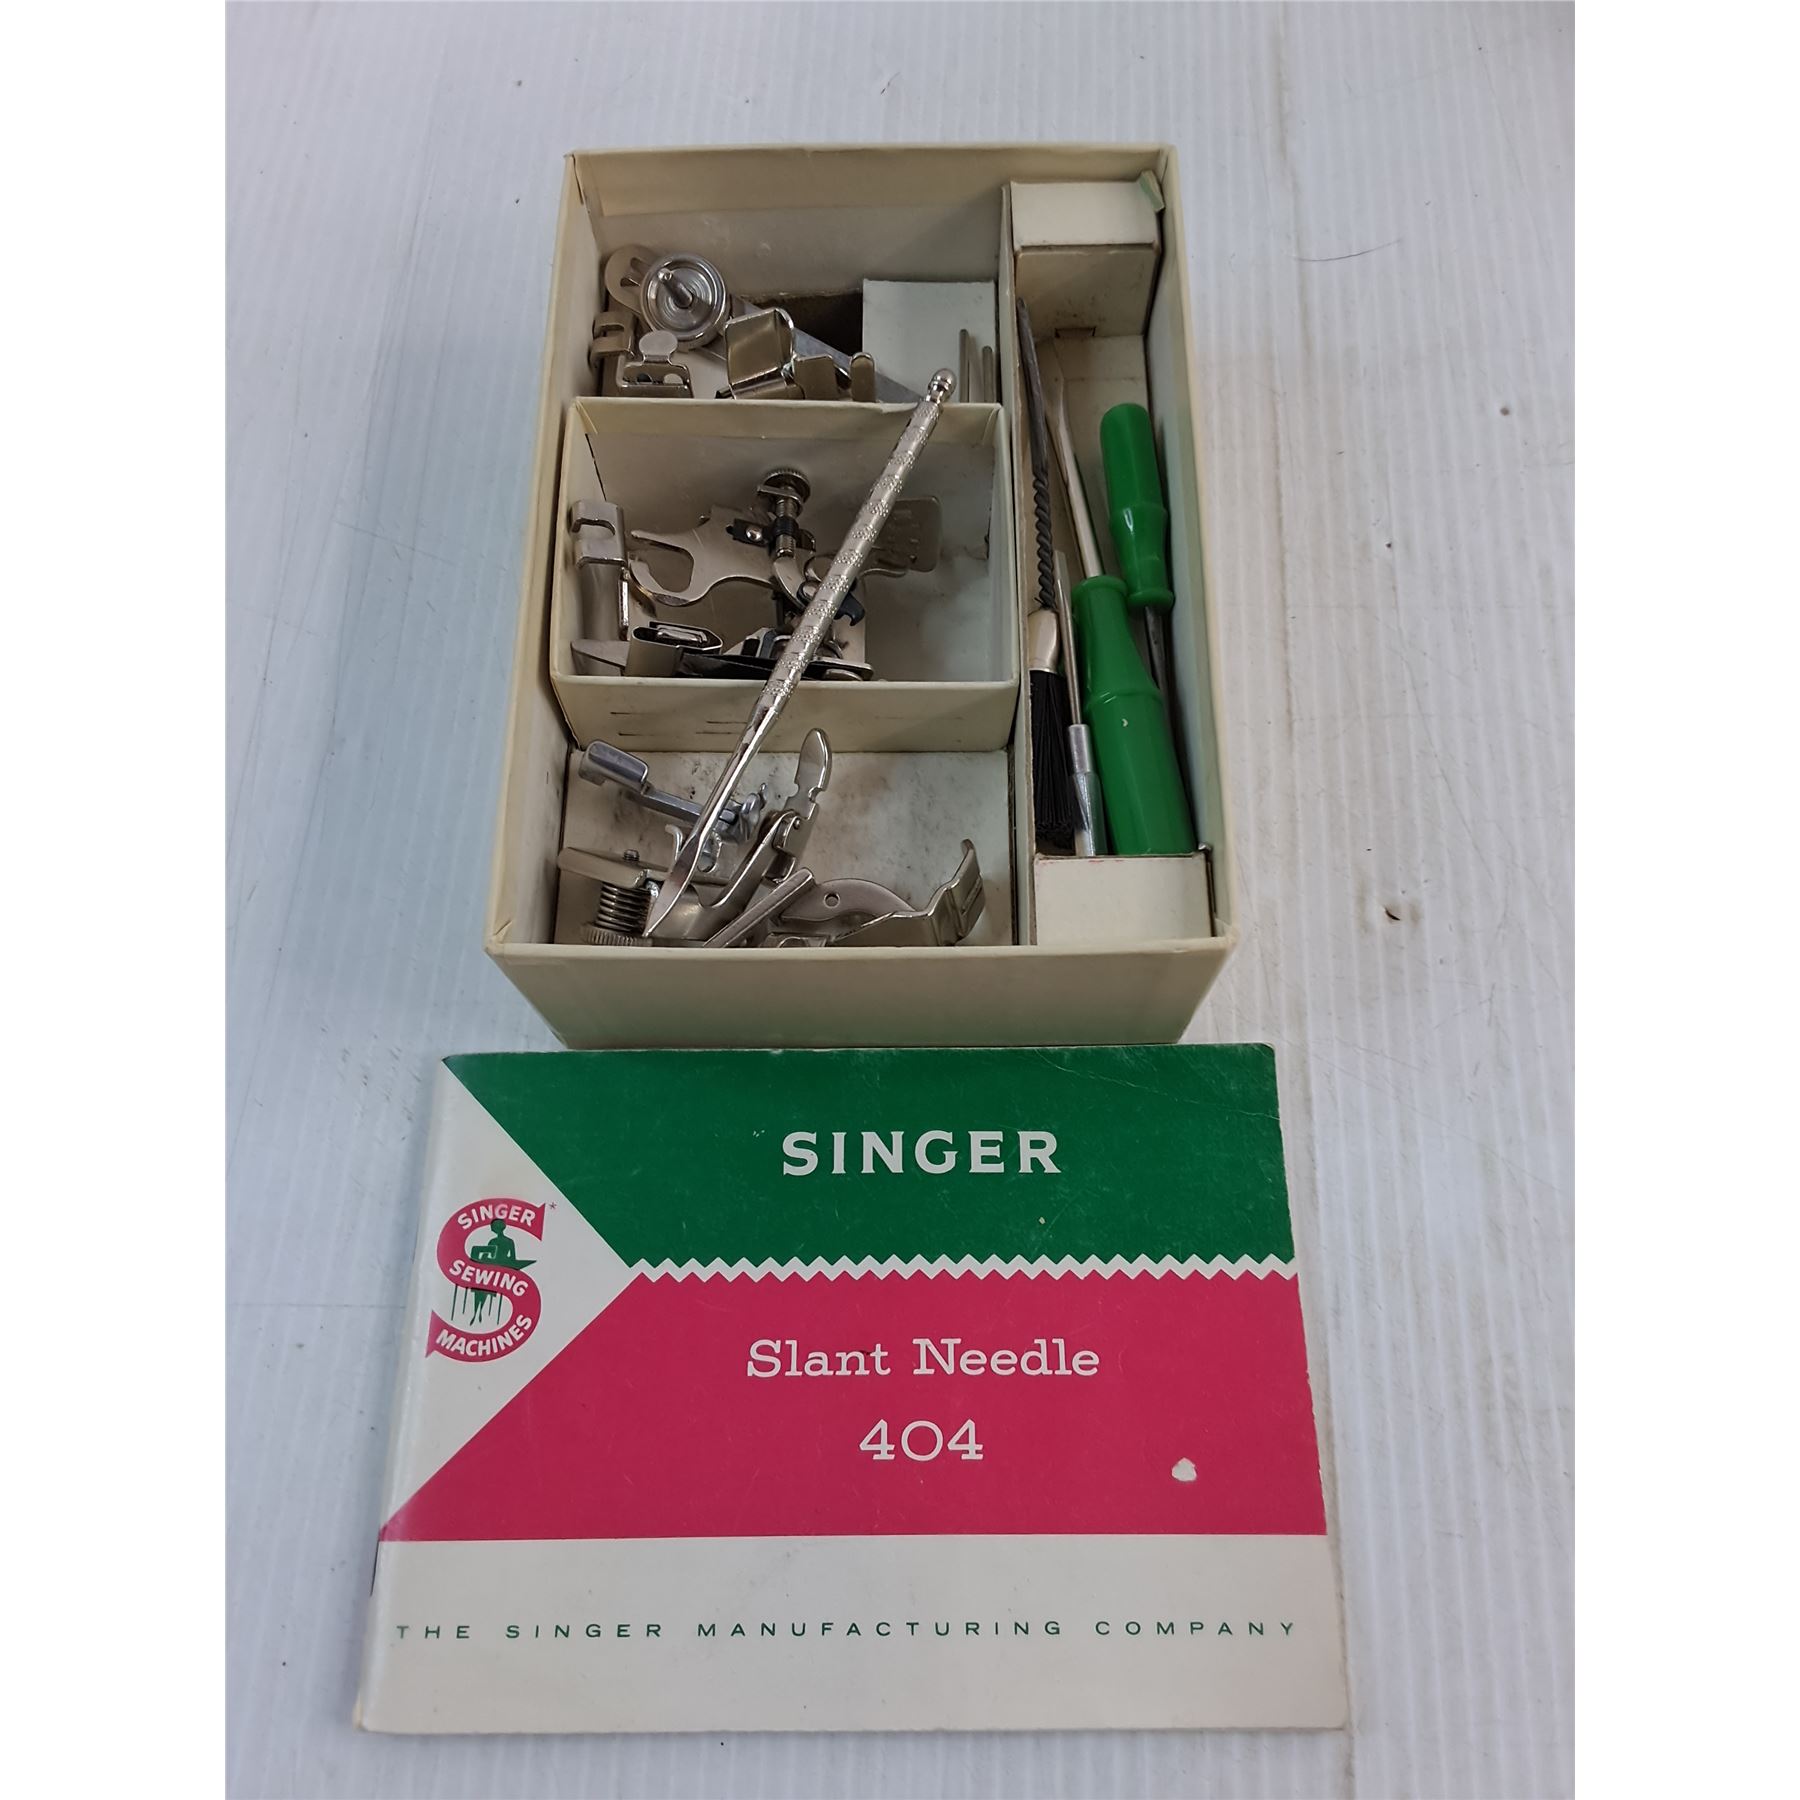 SINGER
SINGER*
SEWING
MACHINES
Slant Needle
404
THE SINGER MANUFACTURING COMPANY